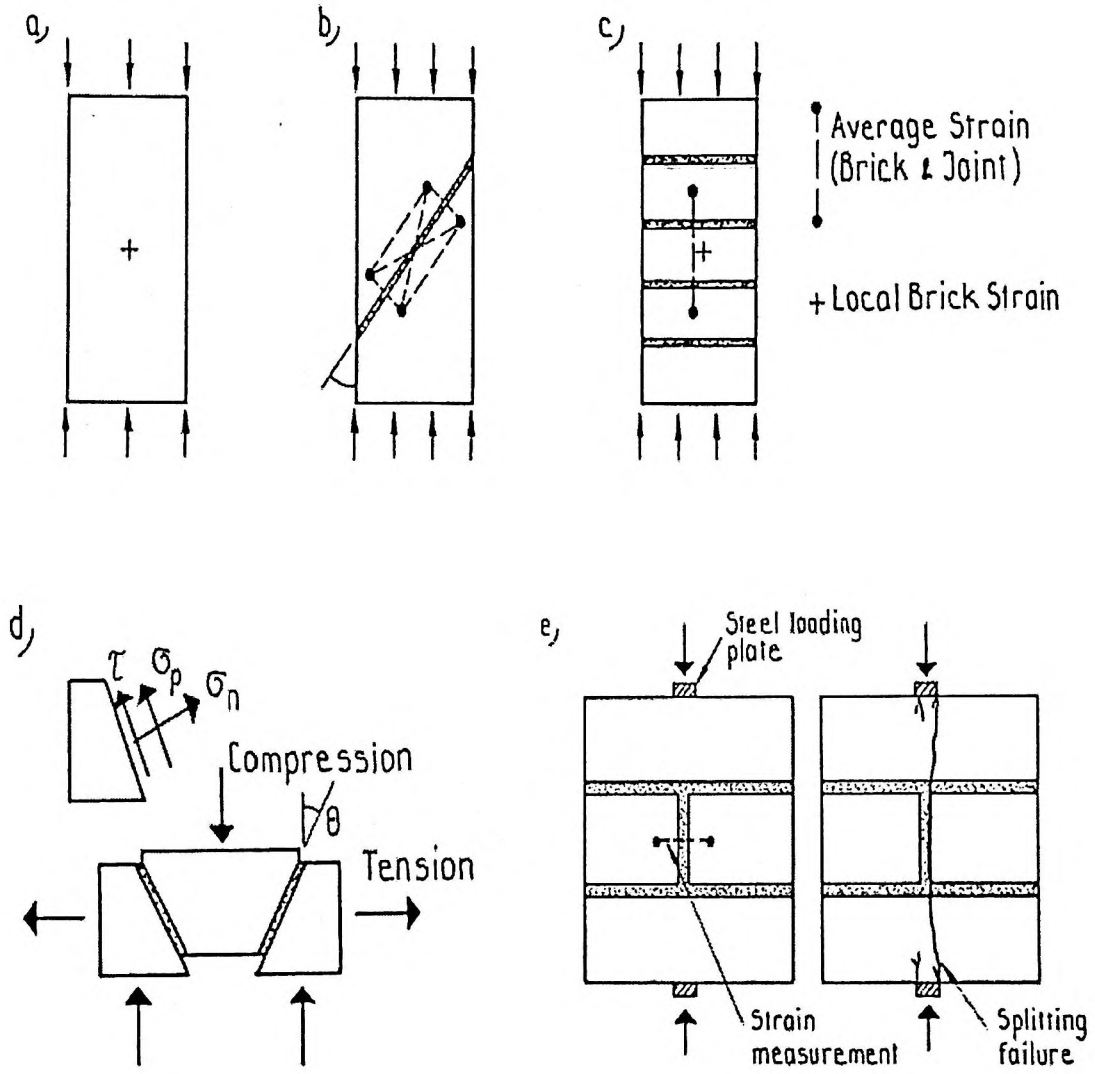 a)
b)
c)
Average Strain
(Brick & Joint)
+ Local Brick Strain
d)
τ
σp
σn
Compression
θ
Tension
e)
Steel loading
plate
Strain
measurement
Splitting
failure